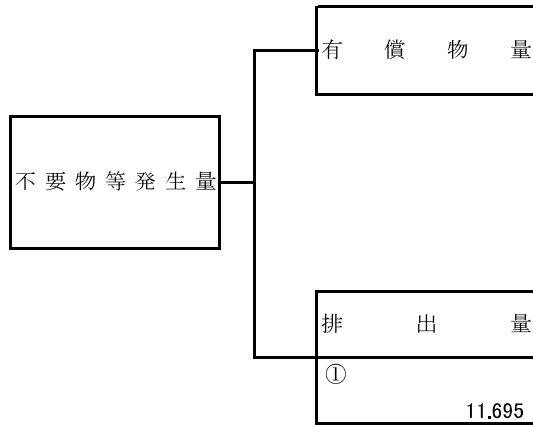 有償物量
不要物等発生量
排出量
①
11.695